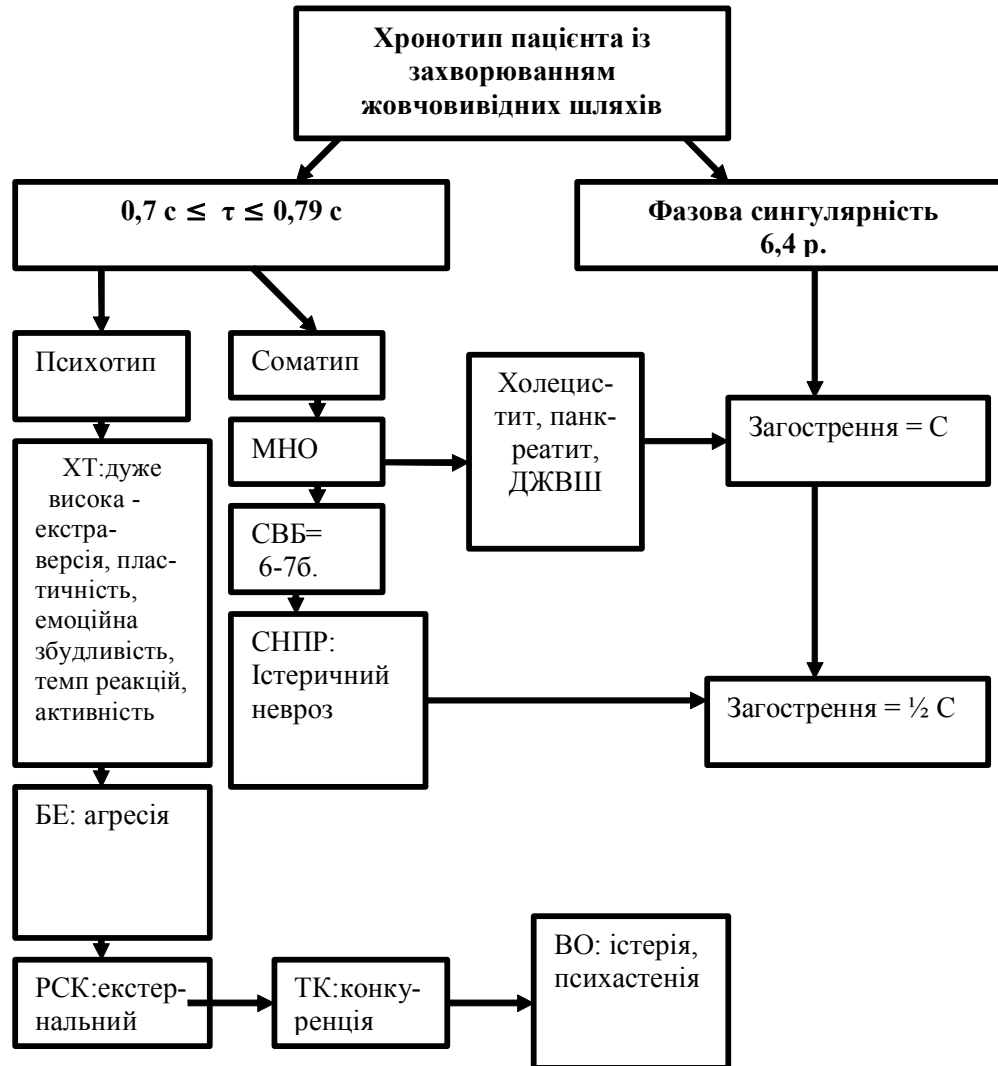 Хронотип пацієнта із
захворюванням
жовчовивідних шляхів
0,7 с ≤ τ ≤ 0,79 с
Фазова сингулярність
6,4 р.
Психотип
Соматип
Холецис-
тит, панк-
реатит,
ДЖВШ
МНО
Загострення = С
ХТ:дуже
висока -
екстра-
версія, плас-
тичність,
емоційна
збудливість,
темп реакцій,
активність
СВБ=
6-7б.
СНПР:
Істеричний
невроз
Загострення = ½ С
БЕ: агресія
РСК:екстер-
нальний
ТК:конку-
ренція
ВО: істерія,
психастенія